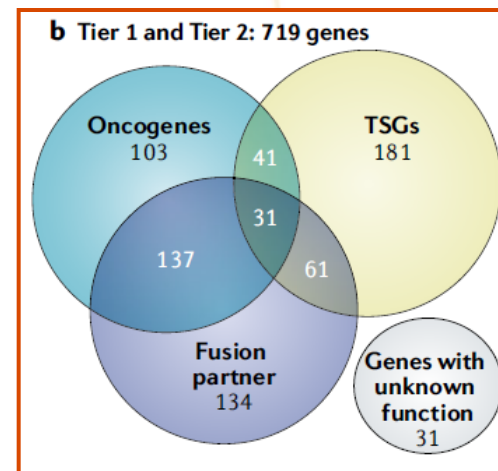 b Tier 1 and Tier 2: 719 genes
Oncogenes
103
TSGs
181
41
31
137
61
Fusion
partner
134
Genes with
unknown
function
31